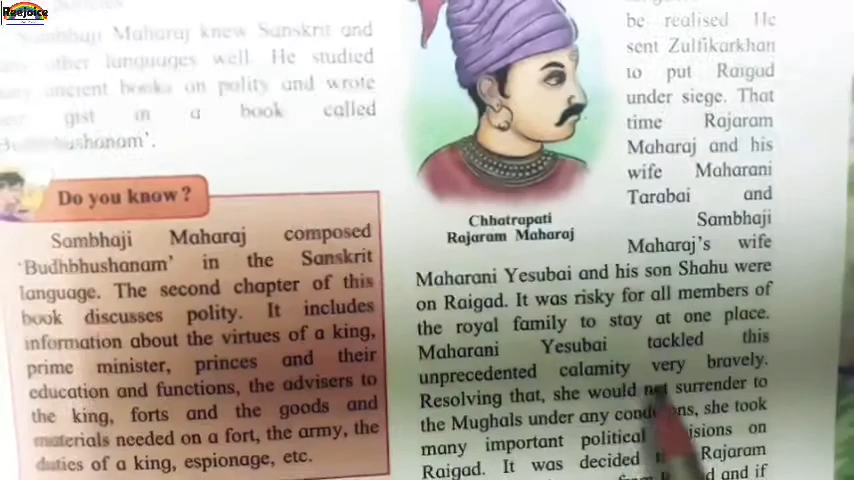 Reejoice
Sambhaji Maharaj knew Sanskrit and
other languages well. He studied
ancient books on polity and wrote
gist in a book called
Budhbhushanam'.
Do you know ?
Sambhaji Maharaj composed
'Budhbhushanam' in the Sanskrit
language. The second chapter of this
book discusses polity. It includes
information about the virtues of a king,
prime minister, princes and their
education and functions, the advisers to
the king, forts and the goods and
materials needed on a fort, the army, the
duties of a king, espionage, etc.
Chhatrapati
Rajaram Maharaj
be realised. He
sent Zulfikarkhan
to put Raigad
under siege. That
time Rajaram
Maharaj and his
wife Maharani
Tarabai and
Sambhaji
Maharaj's wife
Maharani Yesubai and his son Shahu were
on Raigad. It was risky for all members of
the royal family to stay at one place.
Maharani Yesubai tackled this
unprecedented calamity very bravely.
Resolving that, she would not surrender to
the Mughals under any conditions, she took
many important political decisions on
Raigad. It was decided Rajaram
and if